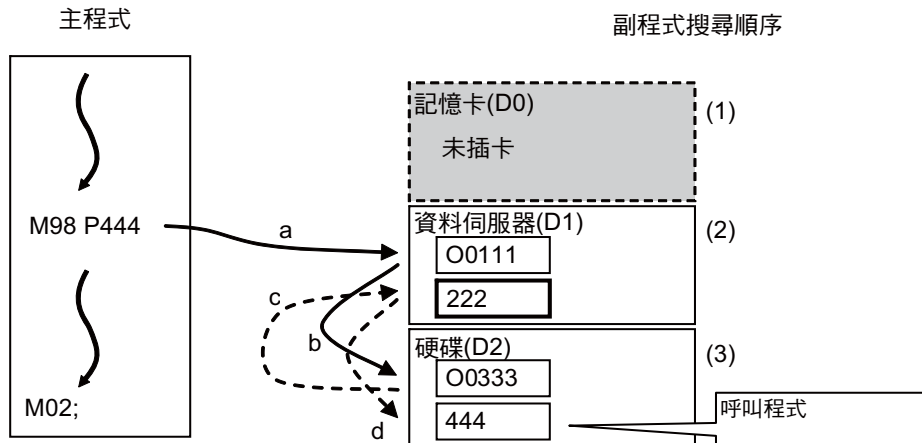 主程式
副程式搜尋順序
記憶卡(D0)
(1)
未插卡
M98 P444
a
資料伺服器(D1)
(2)
O0111
c
222
b
硬碟(D2)
(3)
O0333
M02;
d
444
呼叫程式